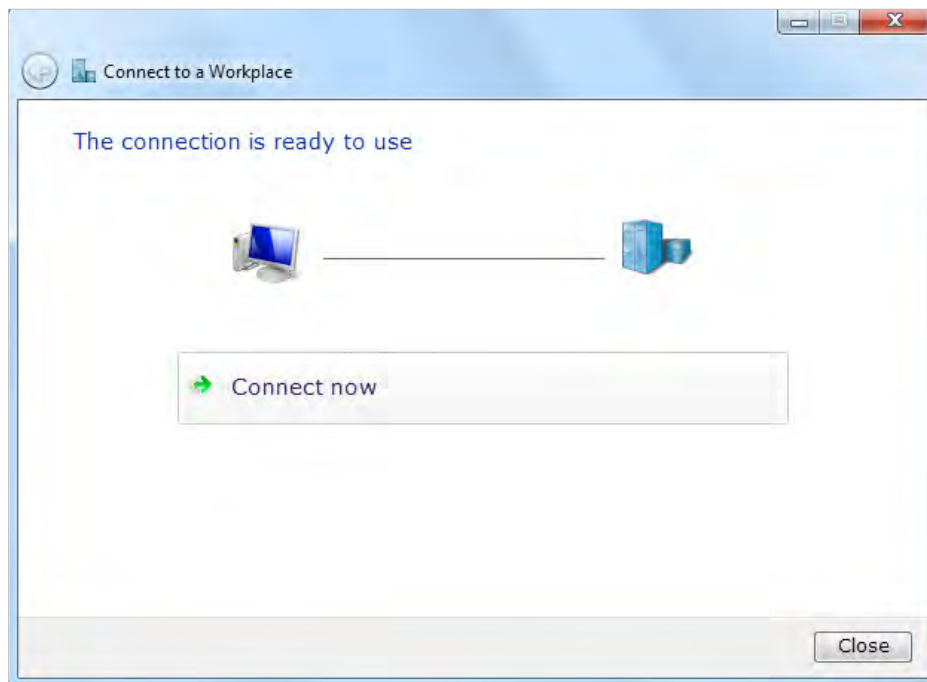 Connect to a Workplace
The connection is ready to use
Connect now
Close